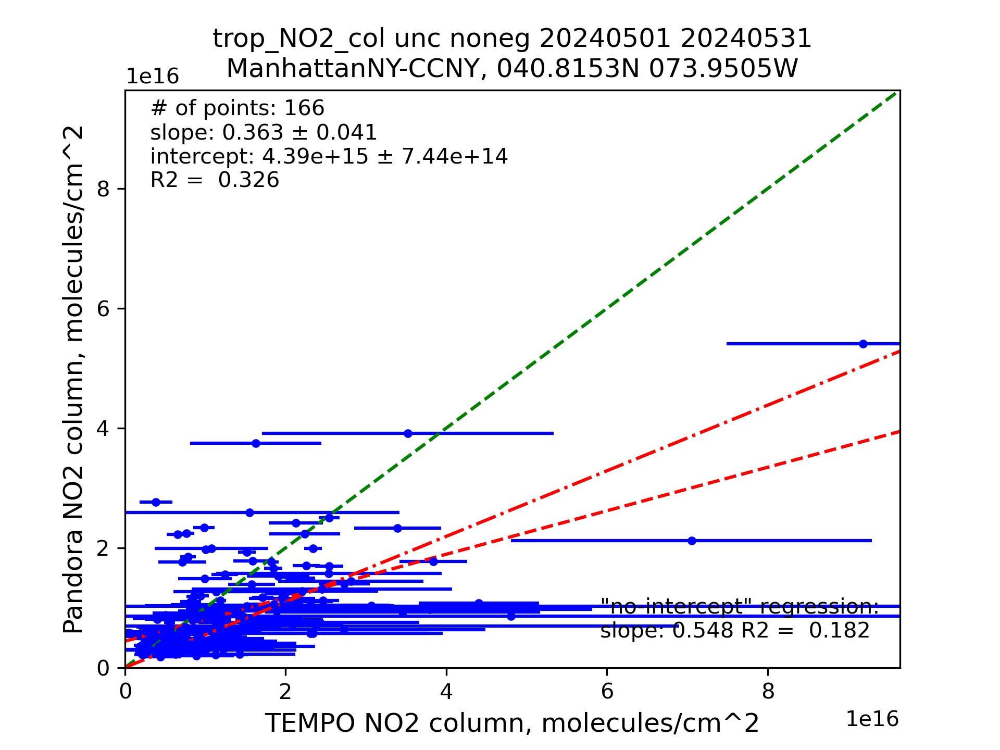 trop_NO2_col unc noneg 20240501 20240531
ManhattanNY-CCNY, 040.8153N 073.9505W
1e16
# of points: 166
slope: 0.363 ± 0.041
intercept: 4.39e+15 ± 7.44e+14
R2 =  0.326
8
6
4
2
0
Pandora NO2 column, molecules/cm^2
"no-intercept" regression:
slope: 0.548 R2 =  0.182
0 2 4 6 8
1e16
TEMPO NO2 column, molecules/cm^2